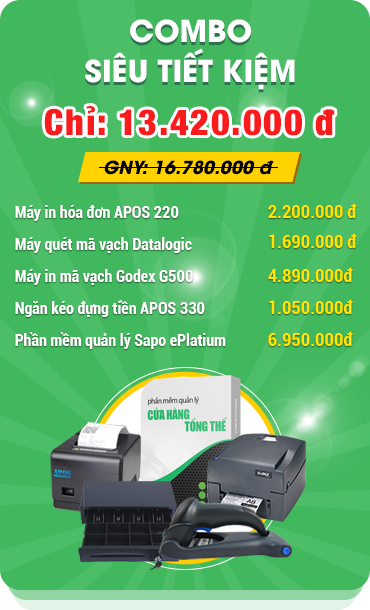 COMBO
SIÊU TIẾT KIỆM
Chỉ: 13.420.000 đ
GNY: 16.780.000 đ
Máy in hóa đơn APOS 220 2.200.000 đ
Máy quét mã vạch Datalogic 1.690.000 đ
Máy in mã vạch Godex G500 4.890.000đ
Ngăn kéo đựng tiền APOS 330 1.050.000đ
Phần mềm quản lý Sapo ePlatium 6.950.000đ
phần mềm quản lý
CỬA HÀNG
TỔNG THỂ
APOS